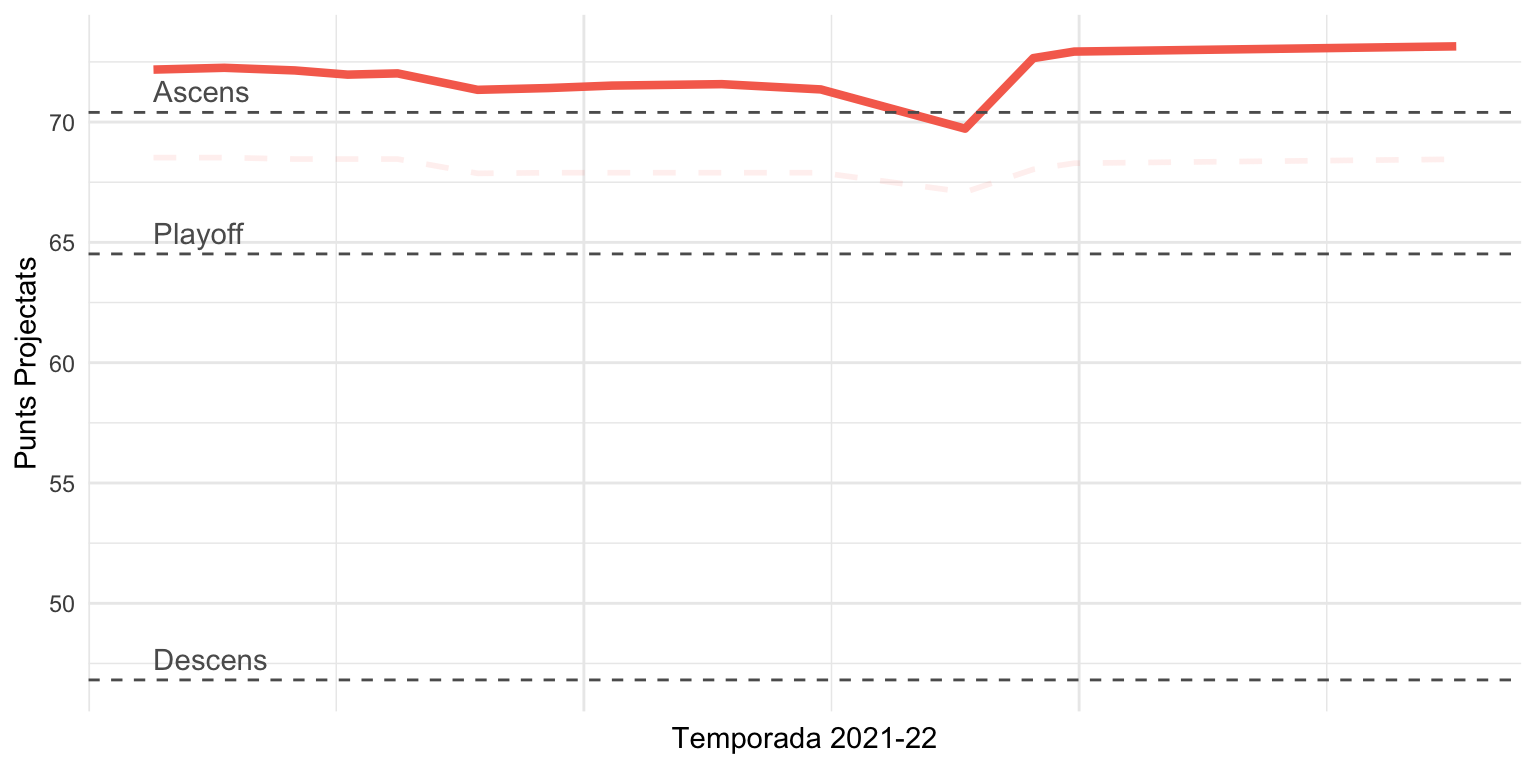 Ascens
70
Playoff
65
60
55
50
Descens
Punts Projectats
Temporada 2021-22